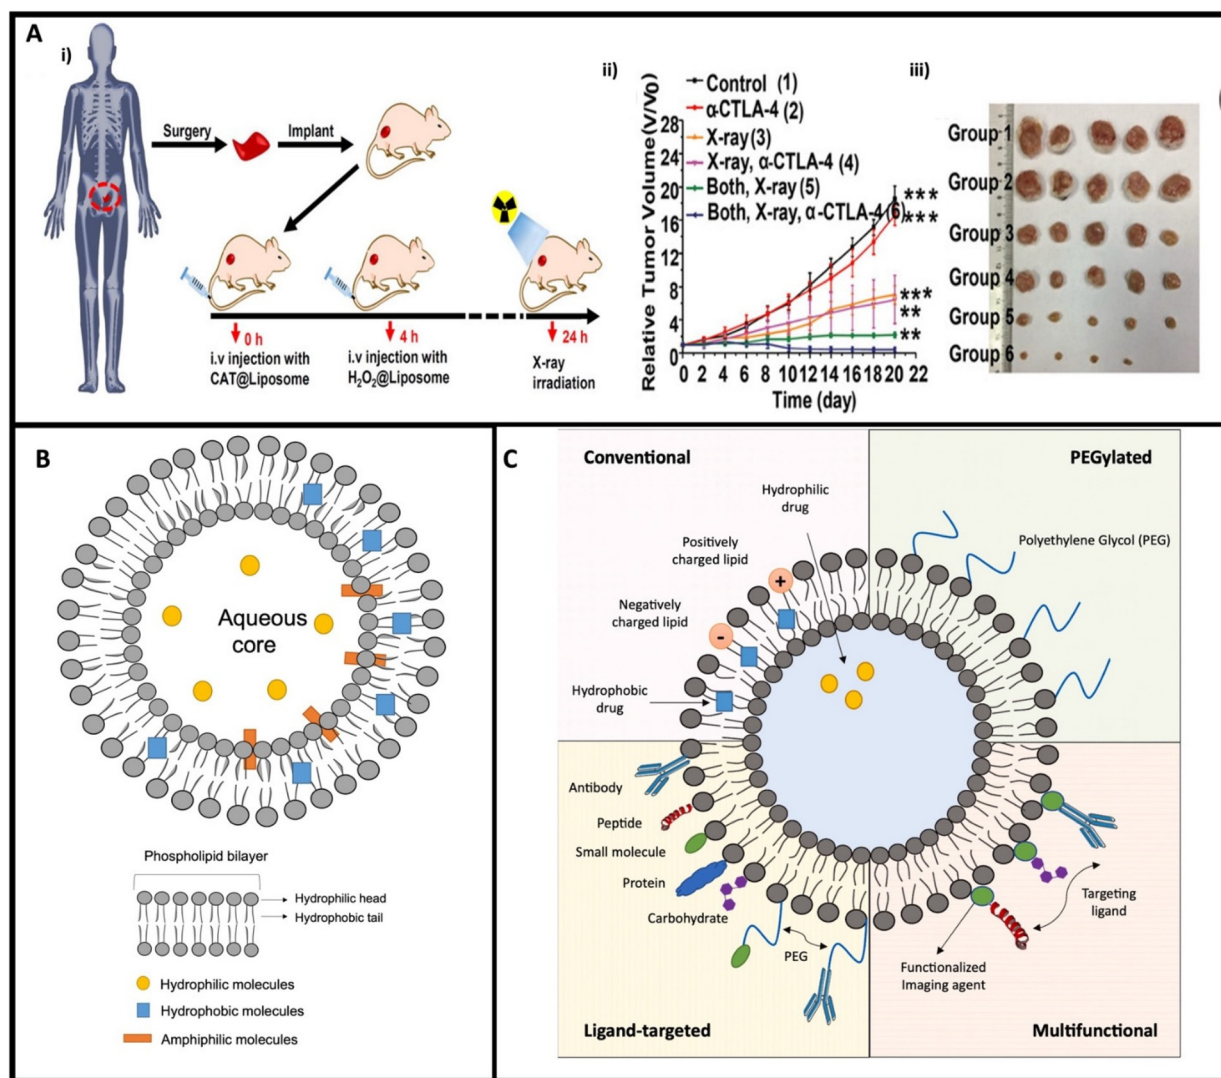 A
i)
Surgery
Implant
0 h
i.v injection with
CAT@Liposome
4 h
i.v injection with
H₂O₂@Liposome
24 h
X-ray
irradiation
ii)
Relative Tumor Volume(V/V₀)
28
24
20
16
12
8
4
0
Control (1)
α-CTLA-4 (2)
X-ray (3)
X-ray, α-CTLA-4 (4)
Both, X-ray (5)
Both, X-ray, α-CTLA-4 (6)
***
***
***
**
**
0 2 4 6 8 10 12 14 16 18 20 22
Time (day)
iii)
Group 1
Group 2
Group 3
Group 4
Group 5
Group 6
B
Aqueous
core
Phospholipid bilayer
Hydrophilic head
Hydrophobic tail
Hydrophilic molecules
Hydrophobic molecules
Amphiphilic molecules
C
Conventional
PEGylated
Hydrophilic
drug
Positively
charged lipid
+
Negatively
charged lipid
-
Hydrophobic
drug
Polyethylene Glycol (PEG)
Antibody
Peptide
Small molecule
Protein
Carbohydrate
PEG
Targeting
ligand
Functionalized
Imaging agent
Ligand-targeted
Multifunctional